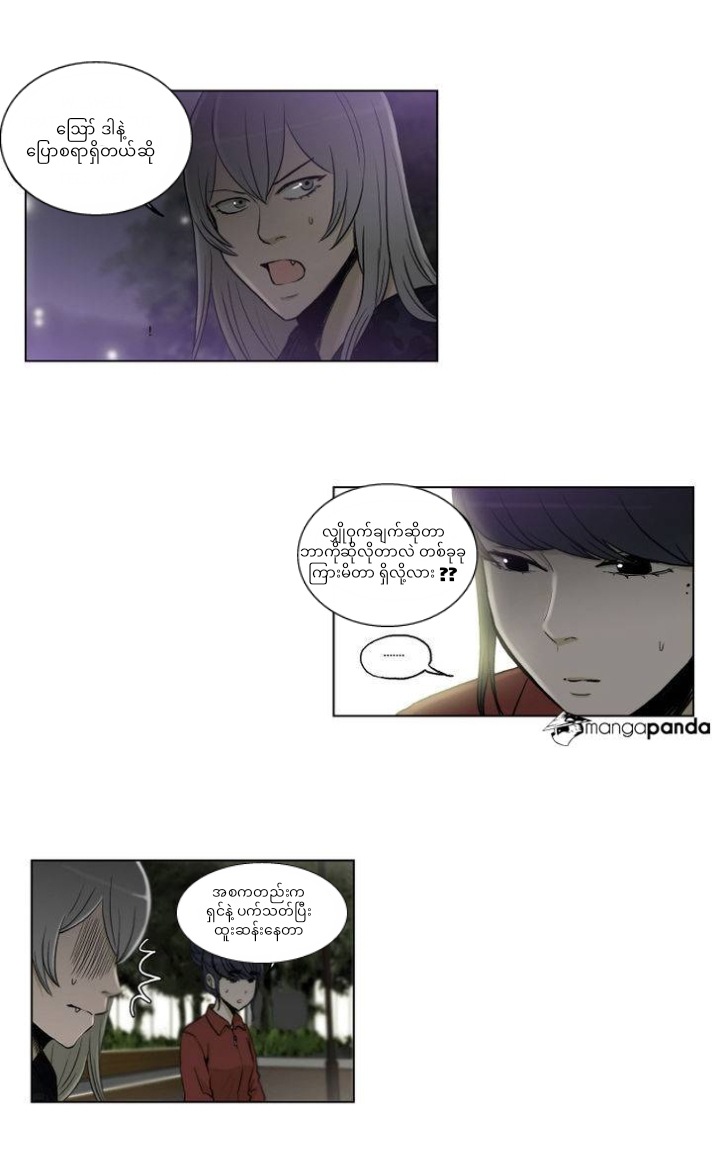 သြော် ဒါနဲ့
ပြောစရာရှိတယ်ဆို
!
လျှို့ဝှက်ချက်ဆိုတာ
ဘာကိုဆိုလိုတာလဲ တစ်ခုခု
ကြားမိတာ ရှိလို့လား ??
........
mangapanda
အစကတည်းက
ရှင်နဲ့ ပက်သတ်ပြီး
ထူးဆန်းနေတာ